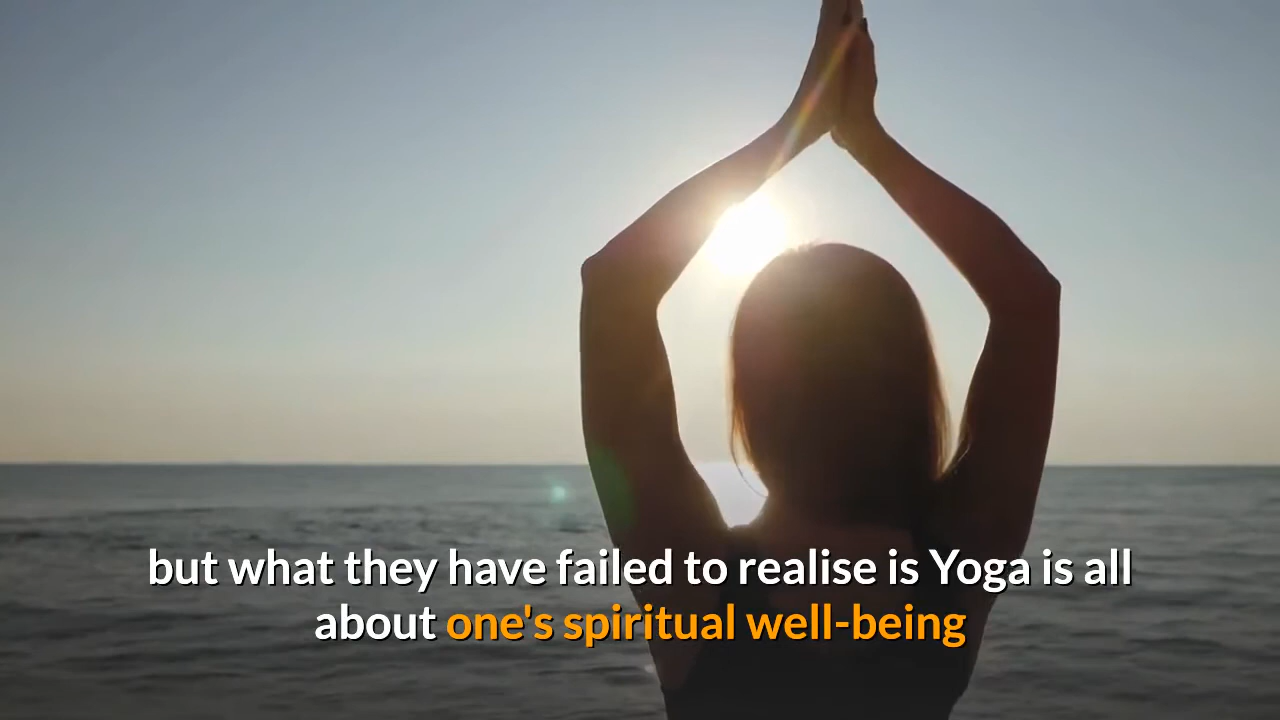 but what they have failed to realise is Yoga is all
about one's spiritual well-being